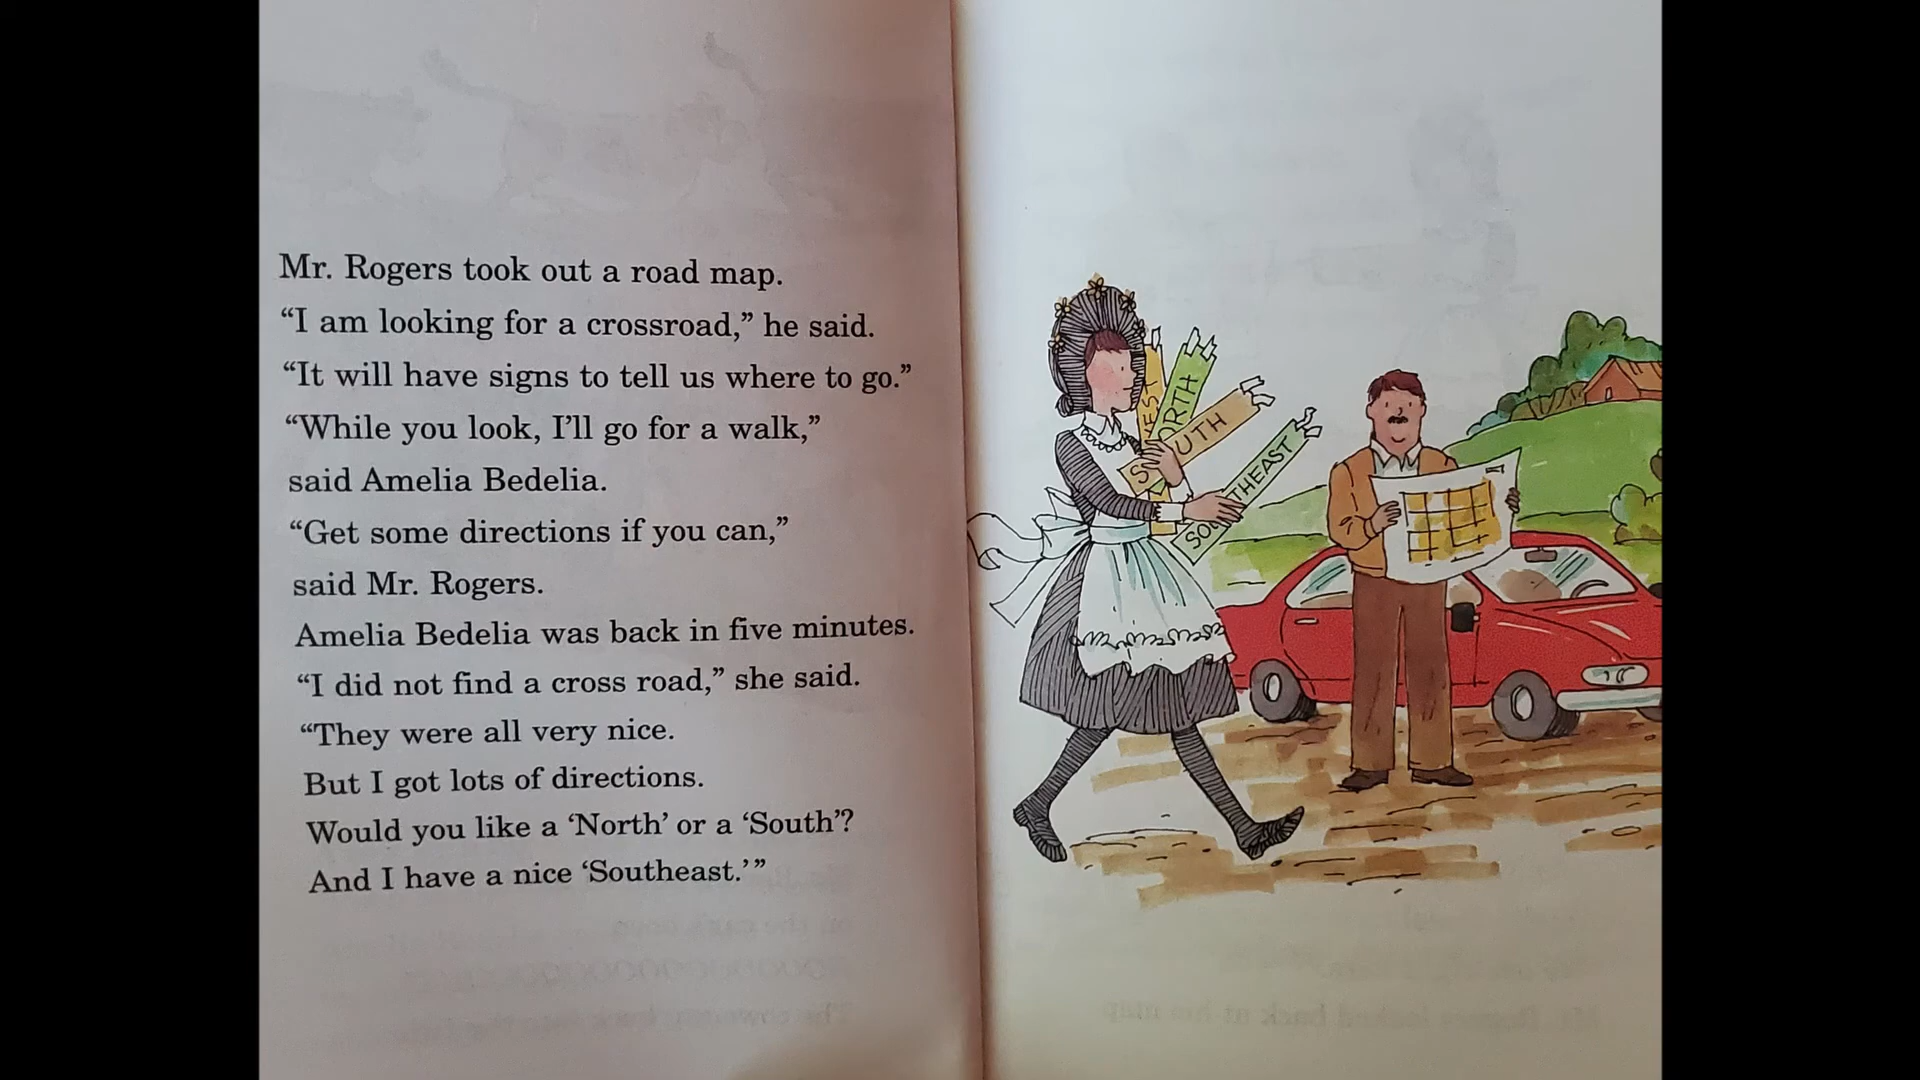 Mr. Rogers took out a road map.
“I am looking for a crossroad,” he said.
“It will have signs to tell us where to go.”
“While you look, I’ll go for a walk,”
said Amelia Bedelia.
“Get some directions if you can,”
said Mr. Rogers.
Amelia Bedelia was back in five minutes.
“I did not find a cross road,” she said.
“They were all very nice.
But I got lots of directions.
Would you like a ‘North’ or a ‘South’?
And I have a nice ‘Southeast.’”